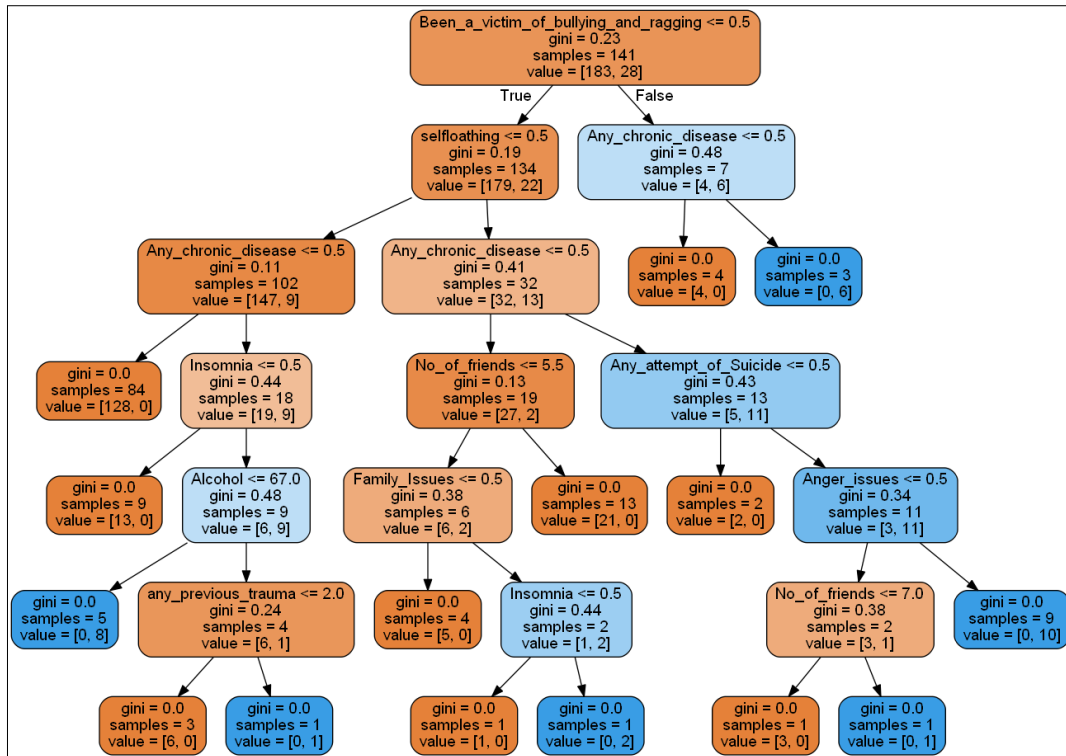 Been_a_victim_of_bullying_and_ragging <= 0.5
gini = 0.23
samples = 141
value = [183, 28]
True
False
selfloathing <= 0.5
gini = 0.19
samples = 134
value = [179, 22]
Any_chronic_disease <= 0.5
gini = 0.48
samples = 7
value = [4, 6]
Any_chronic_disease <= 0.5
gini = 0.11
samples = 102
value = [147, 9]
Any_chronic_disease <= 0.5
gini = 0.41
samples = 32
value = [32, 13]
gini = 0.0
samples = 4
value = [4, 0]
gini = 0.0
samples = 3
value = [0, 6]
gini = 0.0
samples = 84
value = [128, 0]
Insomnia <= 0.5
gini = 0.44
samples = 18
value = [19, 9]
No_of_friends <= 5.5
gini = 0.13
samples = 19
value = [27, 2]
Any_attempt_of_Suicide <= 0.5
gini = 0.43
samples = 13
value = [5, 11]
gini = 0.0
samples = 9
value = [13, 0]
Alcohol <= 67.0
gini = 0.48
samples = 9
value = [6, 9]
Family_Issues <= 0.5
gini = 0.38
samples = 6
value = [6, 2]
gini = 0.0
samples = 13
value = [21, 0]
gini = 0.0
samples = 2
value = [2, 0]
Anger_issues <= 0.5
gini = 0.34
samples = 11
value = [3, 11]
gini = 0.0
samples = 5
value = [0, 8]
any_previous_trauma <= 2.0
gini = 0.24
samples = 4
value = [6, 1]
gini = 0.0
samples = 4
value = [5, 0]
Insomnia <= 0.5
gini = 0.44
samples = 2
value = [1, 2]
No_of_friends <= 7.0
gini = 0.38
samples = 2
value = [3, 1]
gini = 0.0
samples = 9
value = [0, 10]
gini = 0.0
samples = 3
value = [6, 0]
gini = 0.0
samples = 1
value = [0, 1]
gini = 0.0
samples = 1
value = [1, 0]
gini = 0.0
samples = 1
value = [0, 2]
gini = 0.0
samples = 1
value = [3, 0]
gini = 0.0
samples = 1
value = [0, 1]